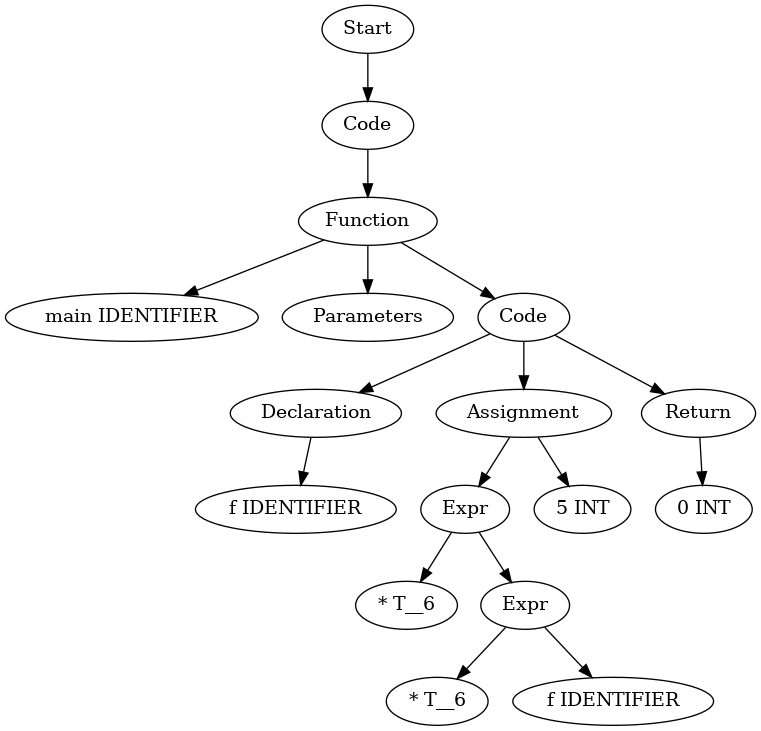 Start
Code
Function
main IDENTIFIER
Parameters
Code
Declaration
Assignment
Return
f IDENTIFIER
Expr
5 INT
0 INT
* T__6
Expr
* T__6
f IDENTIFIER